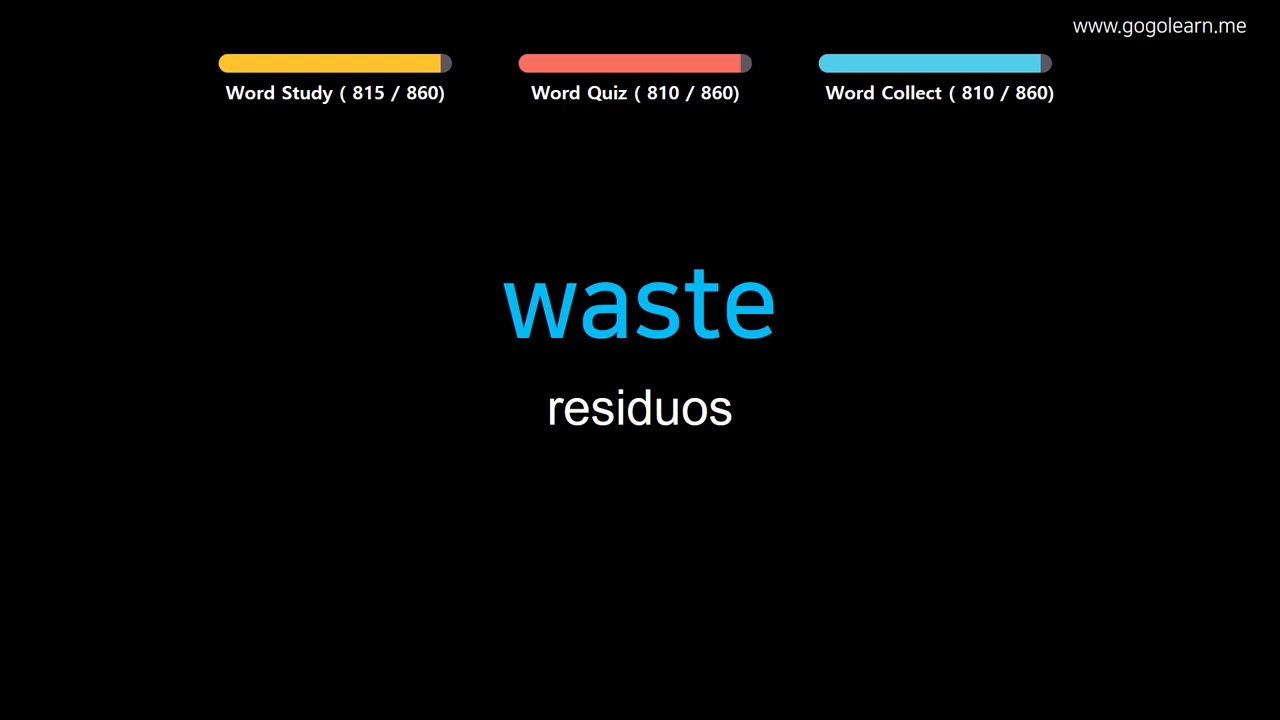 www.gogolearn.me
Word Study ( 815 / 860)
Word Quiz ( 810 / 860)
Word Collect ( 810 / 860)
waste
residuos